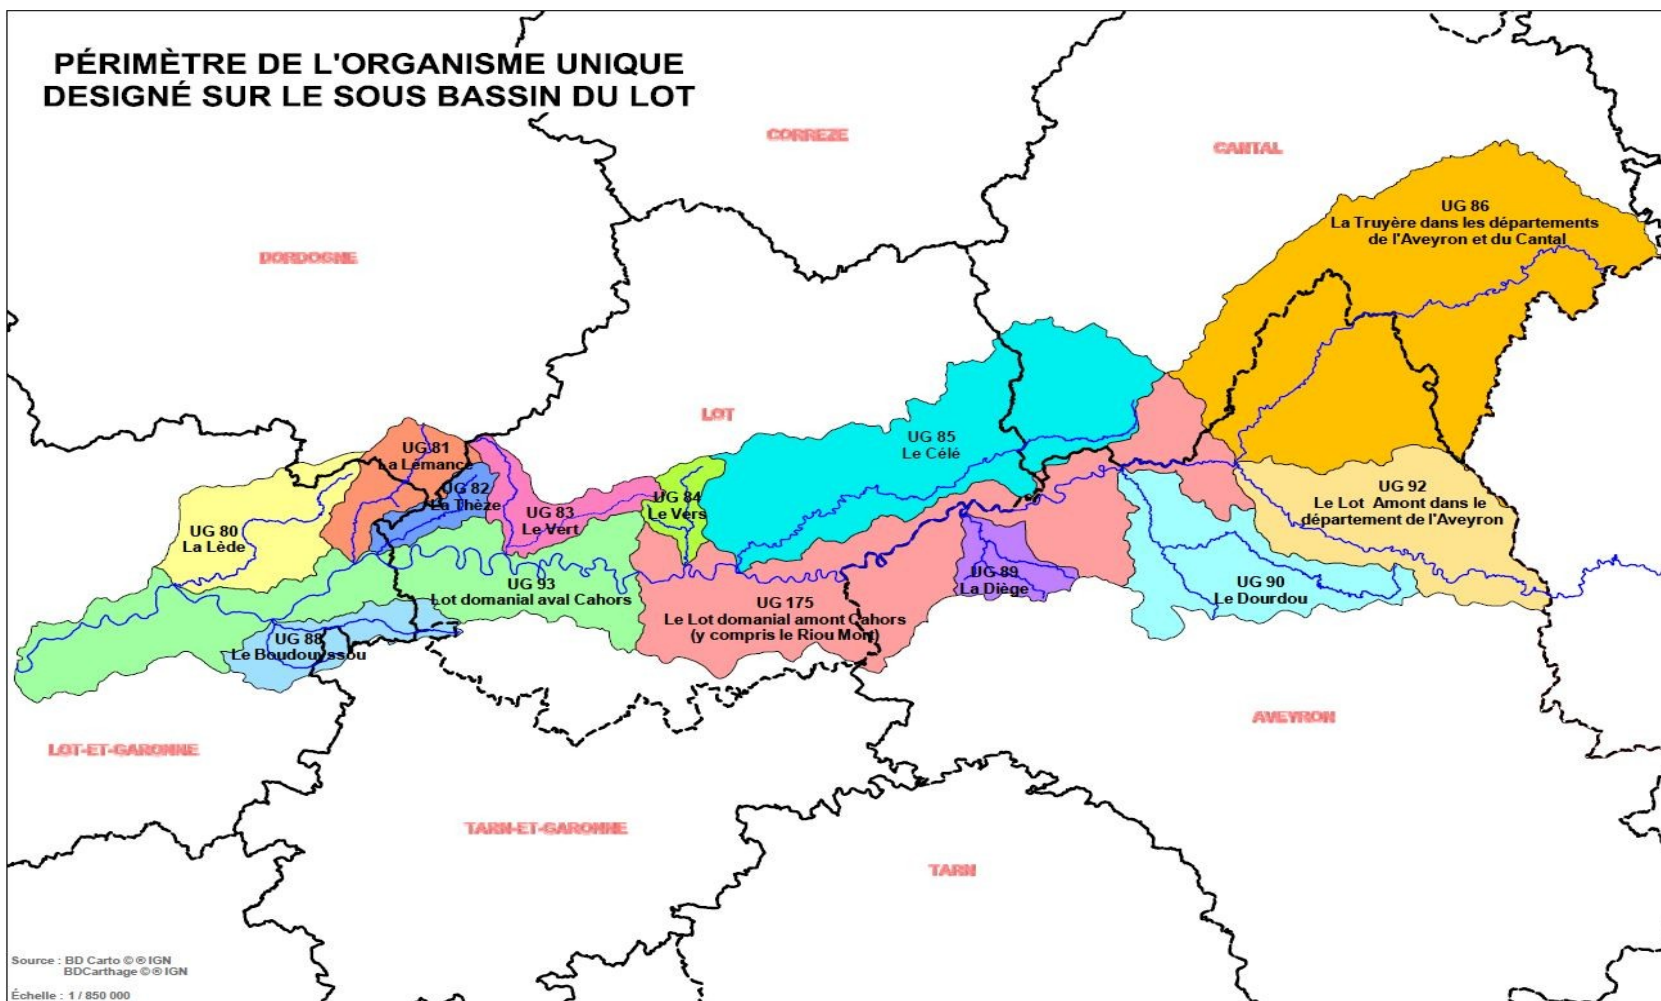 PÉRIMÈTRE DE L'ORGANISME UNIQUE
DESIGNÉ SUR LE SOUS BASSIN DU LOT
CORREZE
CANTAL
UG 86
La Truyère dans les départements
de l'Aveyron et du Cantal
DORDOGNE
LOT
UG 85
Le Célé
UG 81
La Lémance
UG 82
La Thèze
UG 83
Le Vert
UG 84
Le Vers
UG 92
Le Lot Amont dans le
département de l'Aveyron
UG 80
La Lède
UG 93
Lot domanial aval Cahors
UG 89
La Diège
UG 90
Le Dourdou
UG 175
Le Lot domanial amont Cahors
(y compris le Riou Mort)
UG 88
Le Boudouyssou
AVEYRON
LOT-ET-GARONNE
TARN-ET-GARONNE
TARN
Source : BD Carto ©®IGN
BDCarthage ©®IGN
Échelle : 1 / 850 000